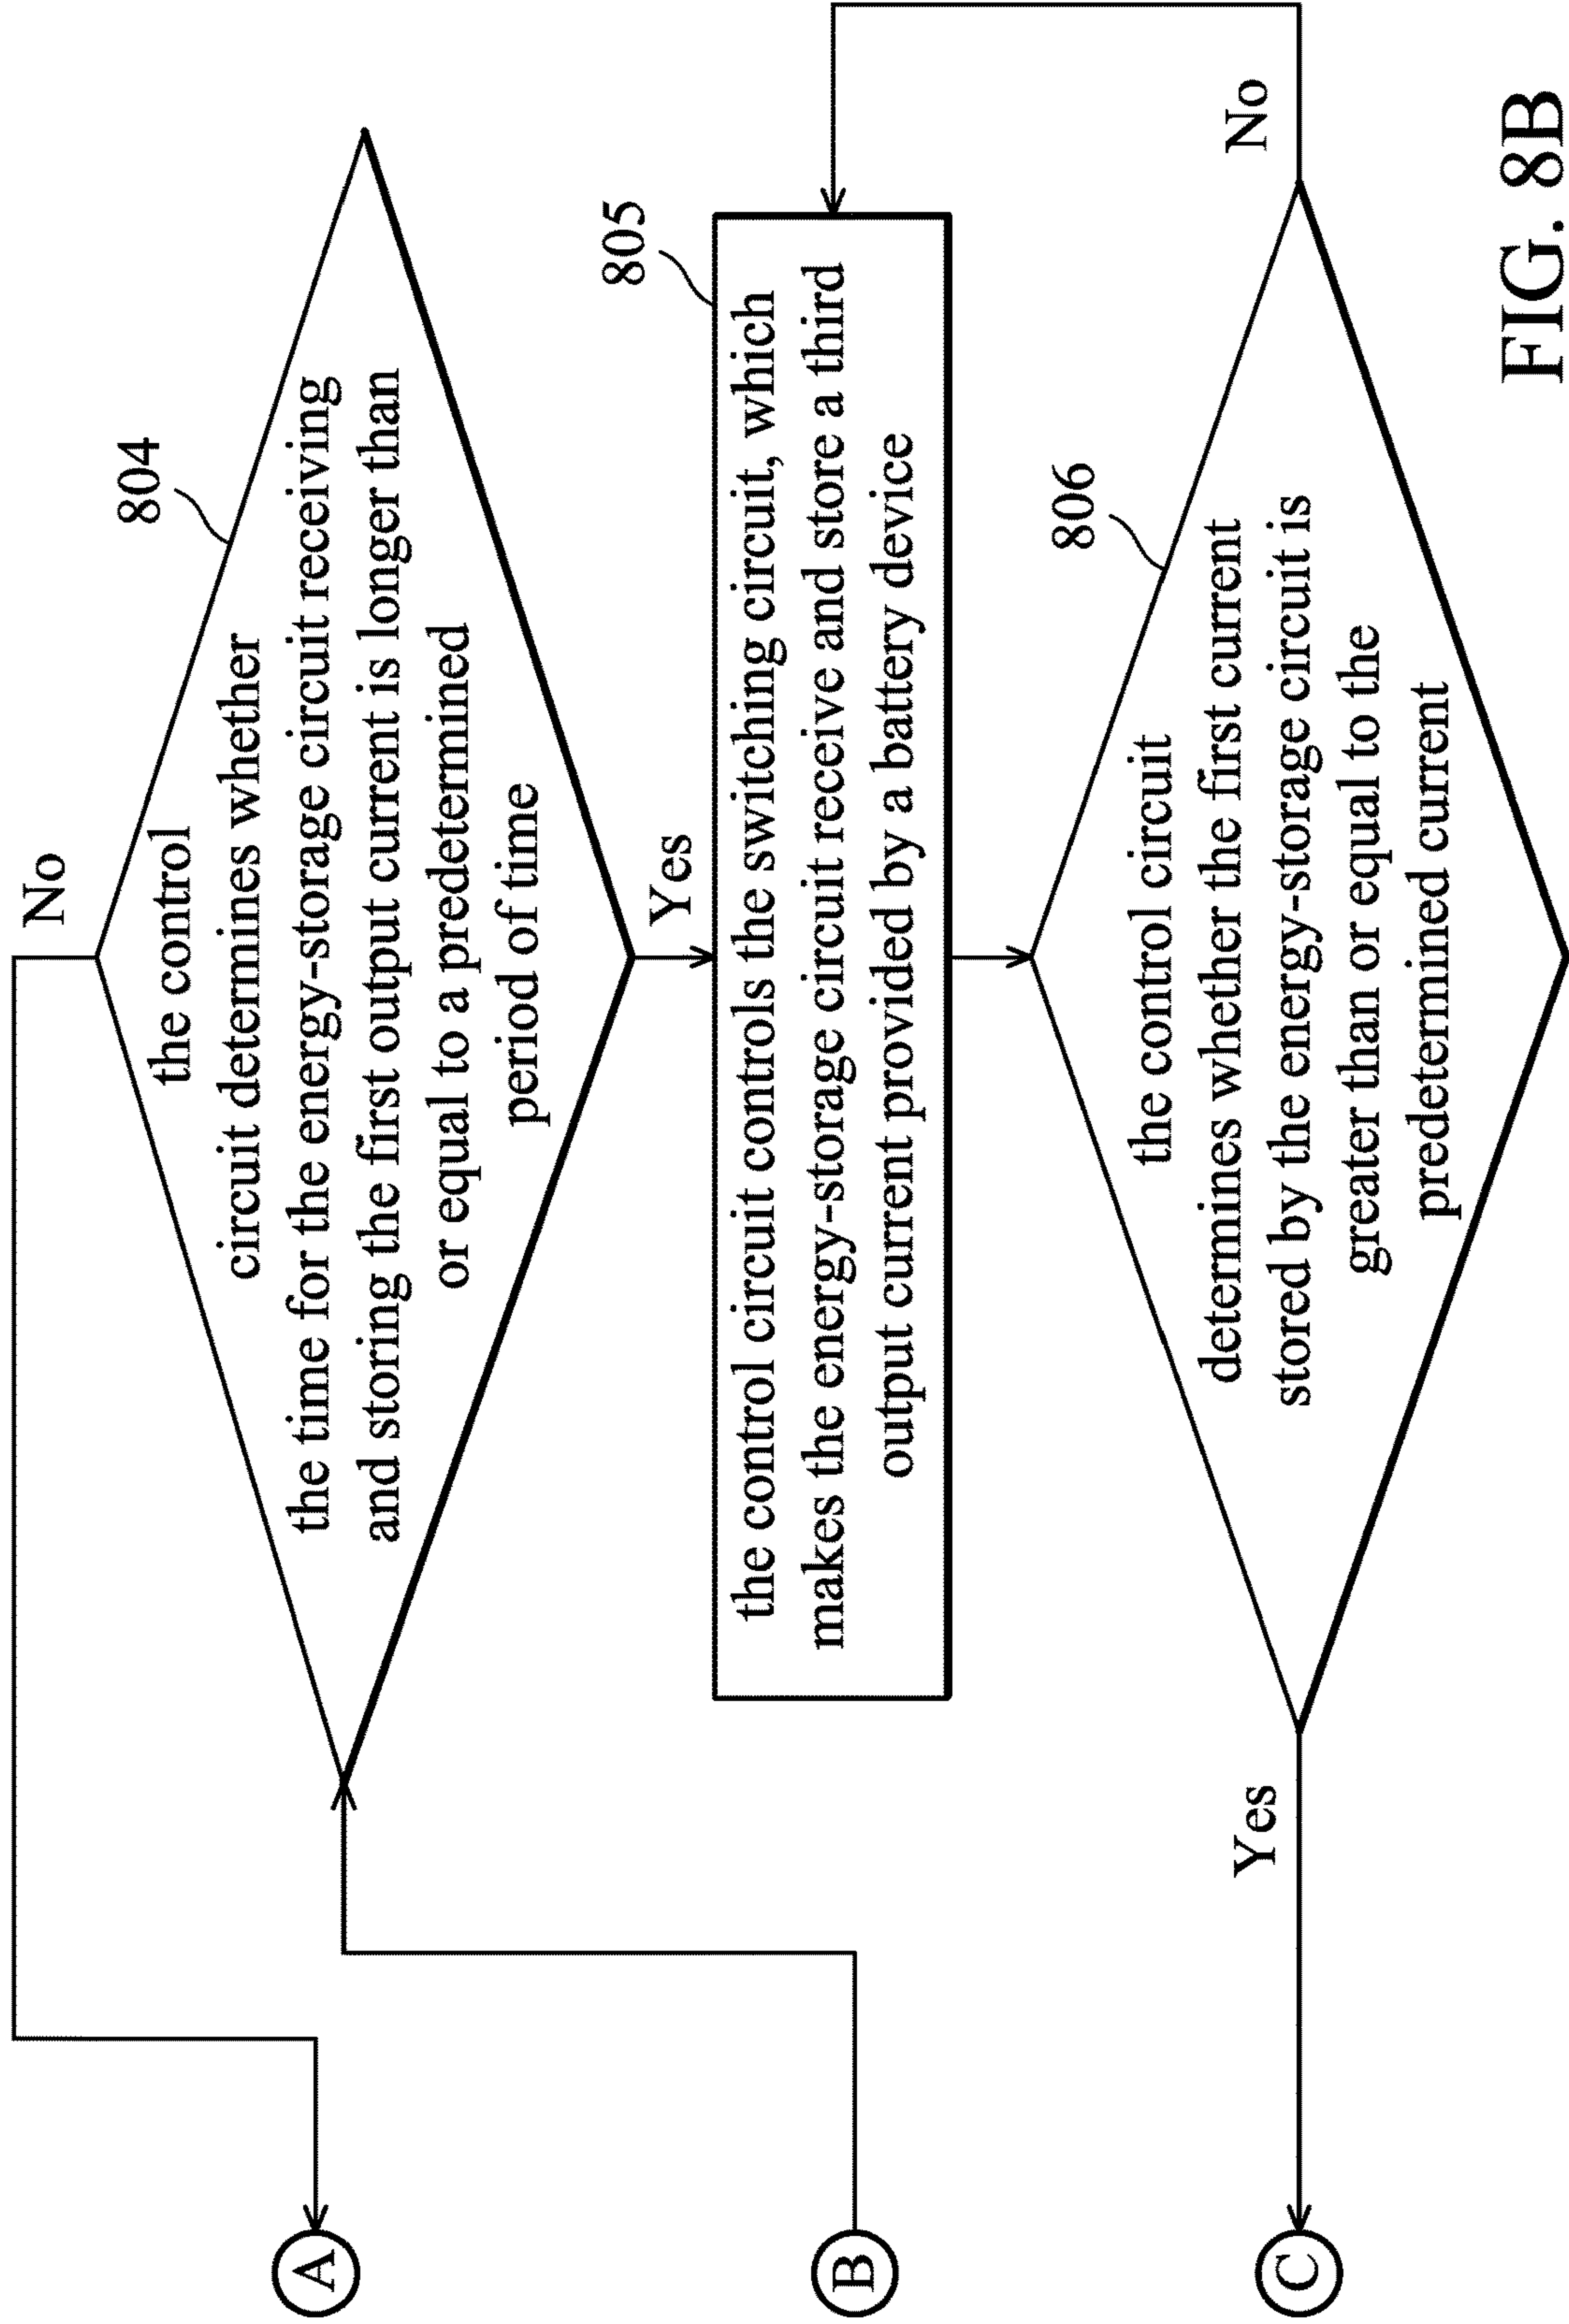 No
804
the control
circuit determines whether
the time for the energy-storage circuit receiving
and storing the first output current is longer than
or equal to a predetermined
period of time
Yes
805
the control circuit controls the switching circuit, which
makes the energy-storage circuit receive and store a third
output current provided by a battery device
806
the control circuit
determines whether the first current
stored by the energy-storage circuit is
greater than or equal to the
predetermined current
No
Yes
A
B
C
FIG. 8B